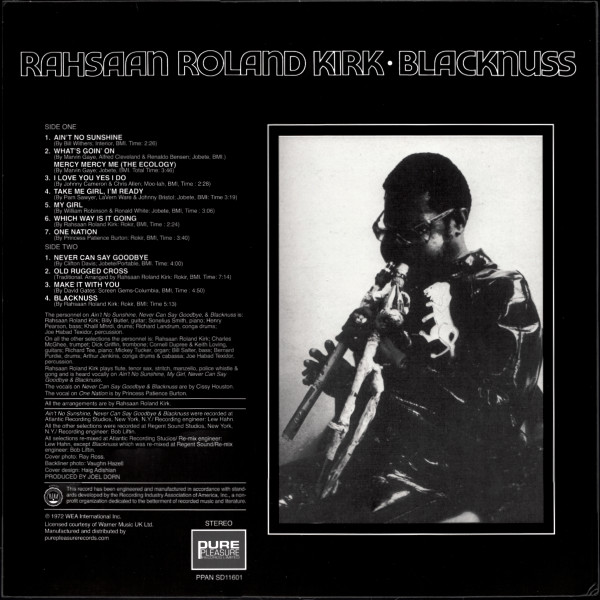 RAHSAAN ROLAND KIRK • BLACKNUSS
SIDE ONE
1. AIN'T NO SUNSHINE
(By Bill Withers; Interior, BMI. Time: 2:26)
2. WHAT'S GOIN' ON
(By Marvin Gaye, Alfred Cleveland & Renaldo Benson; Jobete, BMI.)
MERCY MERCY ME (THE ECOLOGY)
(By Marvin Gaye; Jobete, BMI. Total Time: 3:46)
3. I LOVE YOU YES I DO
(By Johnny Cameron & Chris Allen; Moo-lah, BMI. Time : 2:28)
4. TAKE ME GIRL, I'M READY
(By Pam Sawyer, LaVern Ware & Johnny Bristol; Jobete, BMI. Time 3:19)
5. MY GIRL
(By William Robinson & Ronald White; Jobete, BMI. Time : 3:06)
6. WHICH WAY IS IT GOING
(By Rahsaan Roland Kirk; Rokir, BMI. Time : 2:24)
7. ONE NATION
(By Princess Patience Burton; Rokir, BMI. Time : 3:40)
SIDE TWO
1. NEVER CAN SAY GOODBYE
(By Clifton Davis; Jobete/Portable, BMI. Time: 4:00)
2. OLD RUGGED CROSS
(Traditional. Arranged by Rahsaan Roland Kirk; Rokir, BMI. Time: 7:14)
3. MAKE IT WITH YOU
(By David Gates; Screen Gems-Columbia, BMI. Time : 4:50)
4. BLACKNUSS
(By Rahsaan Roland Kirk; Rokir, BMI. Time 5:13)
The personnel on Ain't No Sunshine, Never Can Say Goodbye, & Blacknuss is:
Rahsaan Roland Kirk; Billy Butler, guitar; Sonelius Smith, piano; Henry
Pearson, bass; Khalil Mhrdi, drums; Richard Landrum, conga drums;
Joe Habad Texidor, percussion.
On all the other selections the personnel is: Rahsaan Roland Kirk; Charles
McGhee, trumpet; Dick Griffin, trombone; Cornell Dupree & Keith Loving,
guitars; Richard Tee, piano, Mickey Tucker, organ; Bill Salter, bass; Bernard
Purdie, drums; Arthur Jenkins, conga drums & cabassa; Joe Habad Texidor,
percussion.
Rahsaan Roland Kirk plays flute, tenor sax, stritch, manzello, police whistle &
gong and is heard vocally on Ain't No Sunshine, My Girl, Never Can Say
Goodbye & Blacknuss.
The vocals on Never Can Say Goodbye & Blacknuss are by Cissy Houston.
The vocal on One Nation is by Princess Patience Burton.
All the arrangements are by Rahsaan Roland Kirk.
Ain't No Sunshine, Never Can Say Goodbye & Blacknuss were recorded at
Atlantic Recording Studios, New York, N.Y./ Recording engineer: Lew Hahn.
All the other selections were recorded at Regent Sound Studios, New York,
N.Y./ Recording engineer: Bob Liftin.
All selections re-mixed at Atlantic Recording Studios/ Re-mix engineer:
Lew Hahn, except Blacknuss which was re-mixed at Regent Sound/Re-mix
engineer: Bob Liftin.
Cover photo: Ray Ross.
Backliner photo: Vaughn Hazell
Cover design: Haig Adishian
PRODUCED BY JOEL DORN
This record has been engineered and manufactured in accordance with stand-
ards developed by the Recording Industry Association of America, Inc., a non-
profit organization dedicated to the betterment of recorded music and literature.
℗ 1972 WEA International Inc.
Licensed courtesy of Warner Music UK Ltd.
Manufactured and distributed by
purepleasurerecords.com
STEREO
PURE
PLEASURE
PPAN SD11601